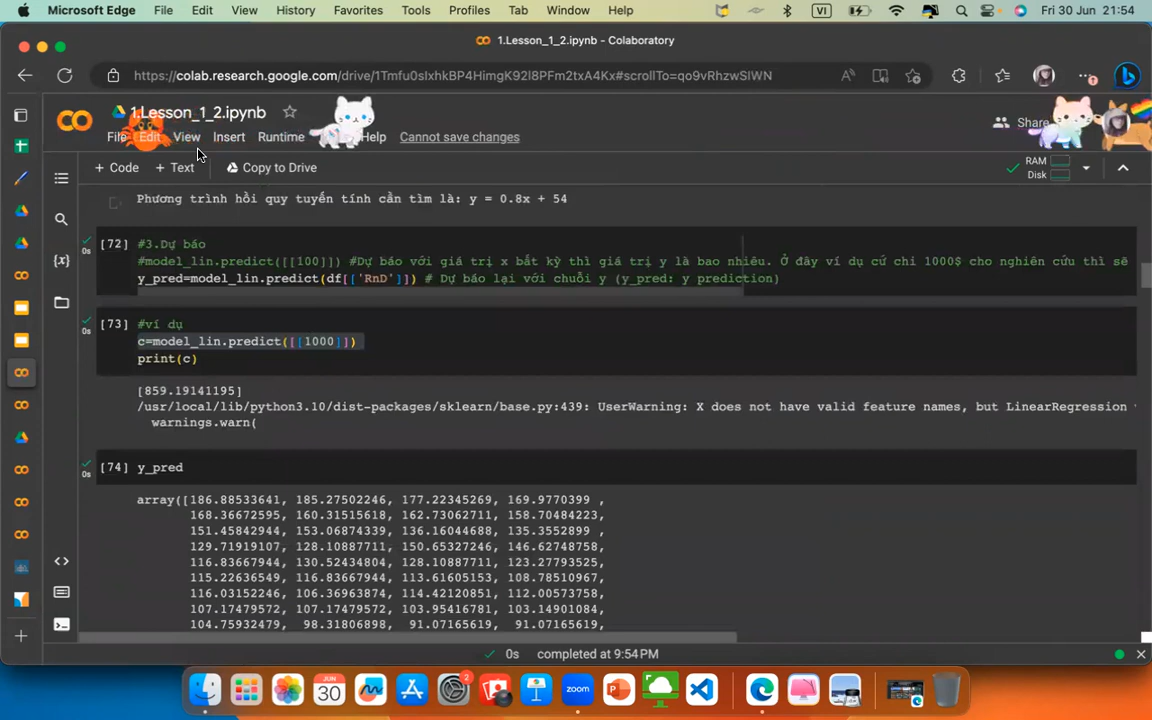 Microsoft Edge File Edit View History Favorites Tools Profiles Tab Window Help VI Fri 30 Jun 21:54
1.Lesson_1_2.ipynb - Colaboratory
https://colab.research.google.com/drive/1Tmfu0sIxhkBP4HimgK92l8PFm2txA4Kx#scrollTo=qo9vRhzwSlWN
1.Lesson_1_2.ipynb
File Edit View Insert Runtime Help Cannot save changes
Share
+ Code + Text Copy to Drive
RAM
Disk
Phương trình hồi quy tuyến tính cần tìm là: y = 0.8x + 54
[72] #3.Dự báo
0s
#model_lin.predict([[100]]) #Dự báo với giá trị x bất kỳ thì giá trị y là bao nhiêu. Ở đây ví dụ cứ chi 1000$ cho nghiên cứu thì sẽ
y_pred=model_lin.predict(df[['RnD']]) # Dự báo lại với chuỗi y (y_pred: y prediction)
[73] #ví dụ
0s
c=model_lin.predict([[1000]])
print(c)
[859.19141195]
/usr/local/lib/python3.10/dist-packages/sklearn/base.py:439: UserWarning: X does not have valid feature names, but LinearRegression
warnings.warn(
[74] y_pred
0s
array([186.88533641, 185.27502246, 177.22345269, 169.9770399 ,
168.36672595, 160.31515618, 162.73062711, 158.70484223,
151.45842944, 153.06874339, 136.16044688, 135.3552899 ,
129.71919107, 128.10887711, 150.65327246, 146.62748758,
116.83667944, 130.52434804, 128.10887711, 123.27793525,
115.22636549, 116.83667944, 113.61605153, 108.78510967,
116.03152246, 106.36963874, 114.42120851, 112.00573758,
107.17479572, 107.17479572, 103.95416781, 103.14901084,
104.75932479, 98.31806898, 91.07165619, 91.07165619,
0s completed at 9:54PM
JUN
30
2
zoom